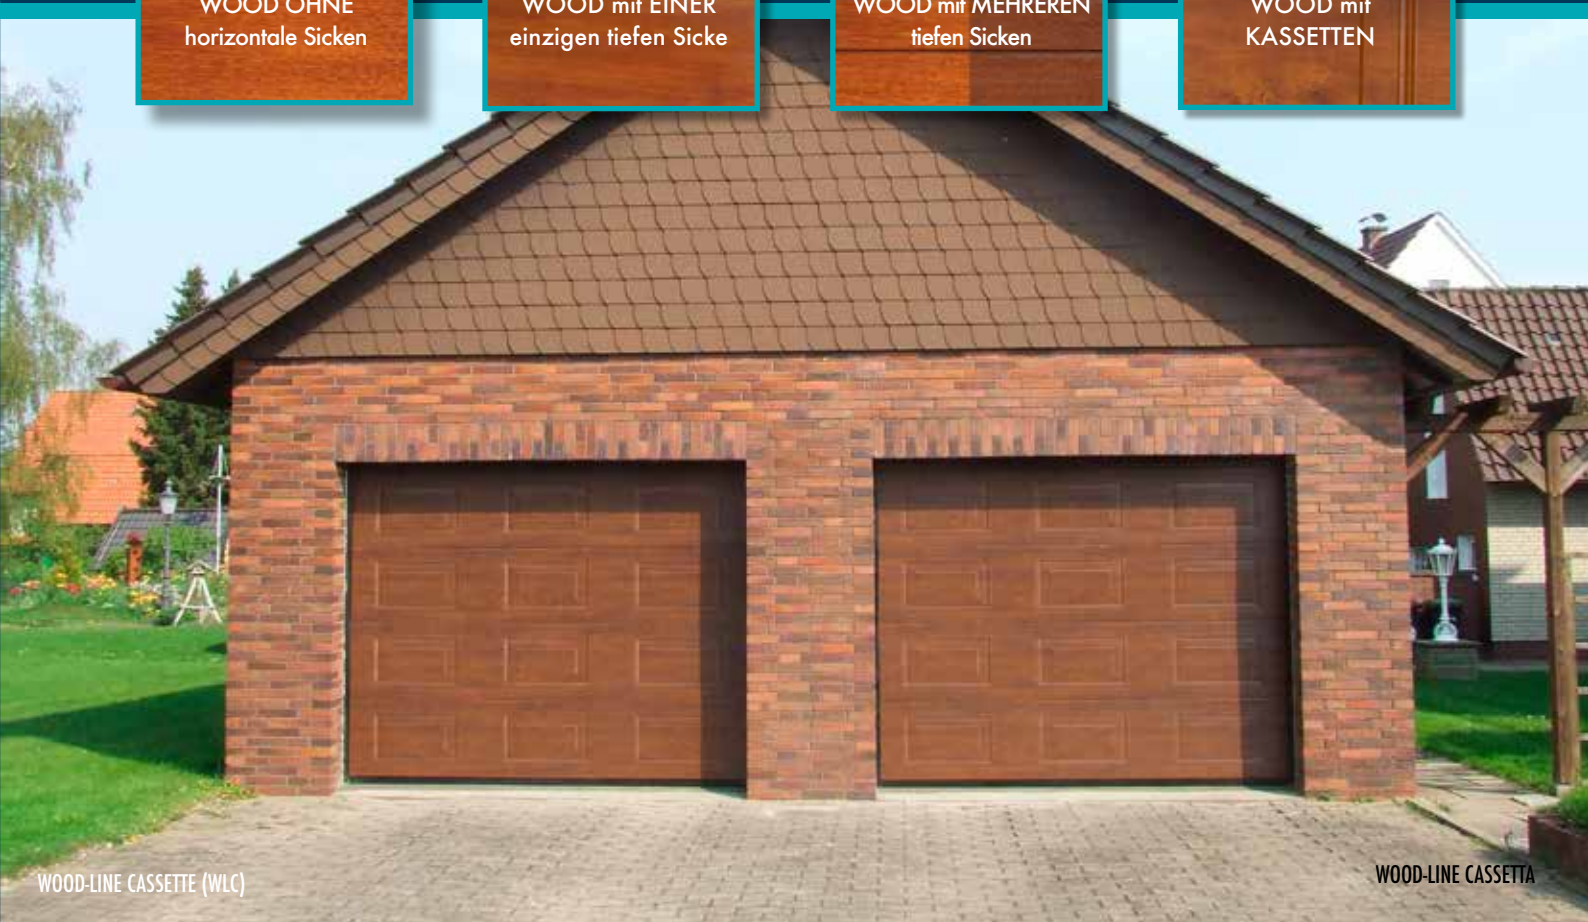 WOOD OHNE
horizontale Sicken
WOOD mit EINER
einzigen tiefen Sicke
WOOD mit MEHREREN
tiefen Sicken
WOOD mit
KASSETTEN
WOOD-LINE CASSETTE (WLC)
WOOD-LINE CASSETTA